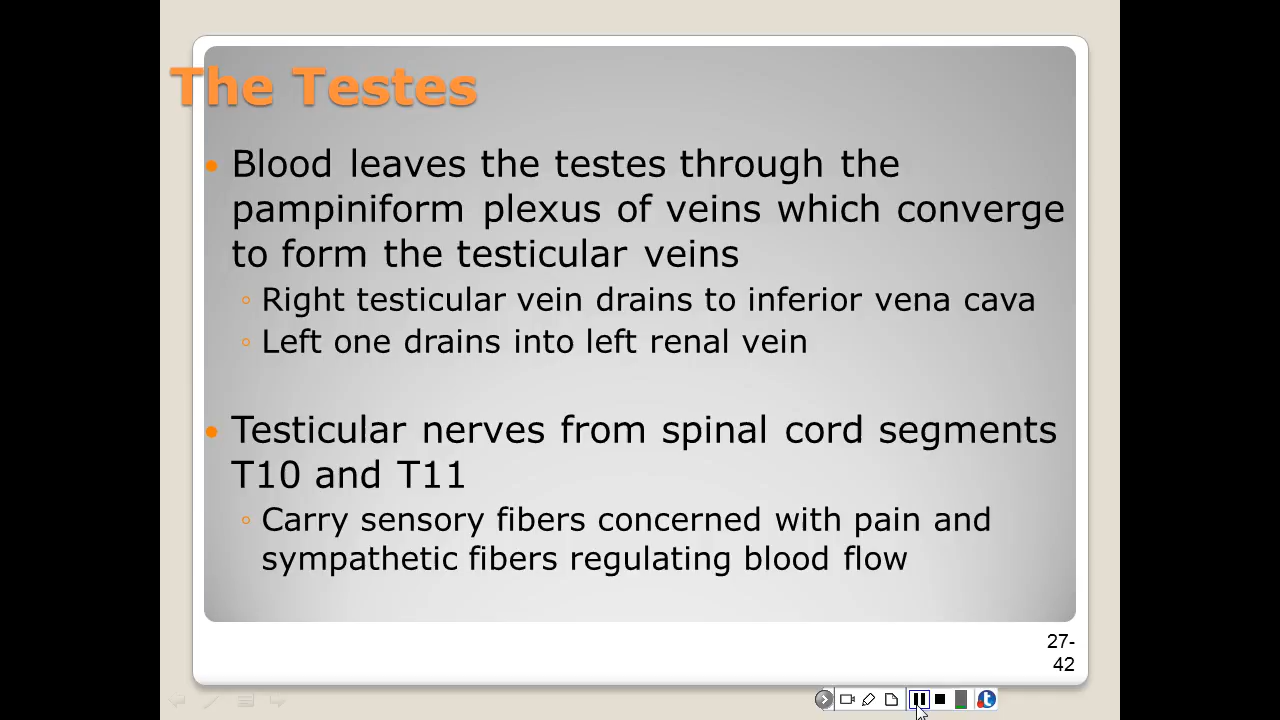 The Testes
Blood leaves the testes through the
pampiniform plexus of veins which converge
to form the testicular veins
Right testicular vein drains to inferior vena cava
Left one drains into left renal vein
Testicular nerves from spinal cord segments
T10 and T11
Carry sensory fibers concerned with pain and
sympathetic fibers regulating blood flow
27-
42